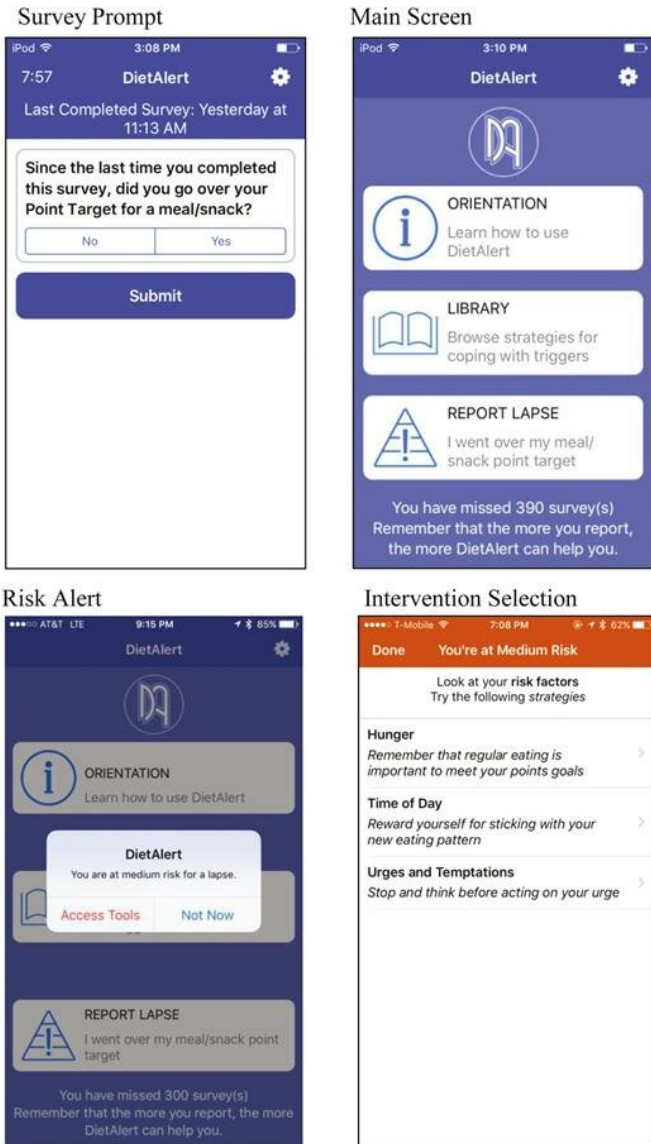 Survey Prompt
iPod 3:08 PM
7:57 DietAlert
Last Completed Survey: Yesterday at
11:13 AM
Since the last time you completed
this survey, did you go over your
Point Target for a meal/snack?
No Yes
Submit
Main Screen
iPod 3:10 PM
DietAlert
DA
ORIENTATION
Learn how to use
DietAlert
LIBRARY
Browse strategies for
coping with triggers
REPORT LAPSE
I went over my meal/
snack point target
You have missed 390 survey(s)
Remember that the more you report,
the more DietAlert can help you.
Risk Alert
AT&T LTE 9:15 PM 85%
DietAlert
DA
ORIENTATION
Learn how to use DietAlert
DietAlert
You are at medium risk for a lapse.
Access Tools Not Now
REPORT LAPSE
I went over my meal/snack point
target
You have missed 300 survey(s)
Remember that the more you report, the more
DietAlert can help you.
Intervention Selection
T-Mobile 7:08 PM 62%
Done You're at Medium Risk
Look at your risk factors
Try the following strategies
Hunger
Remember that regular eating is
important to meet your points goals
Time of Day
Reward yourself for sticking with your
new eating pattern
Urges and Temptations
Stop and think before acting on your urge